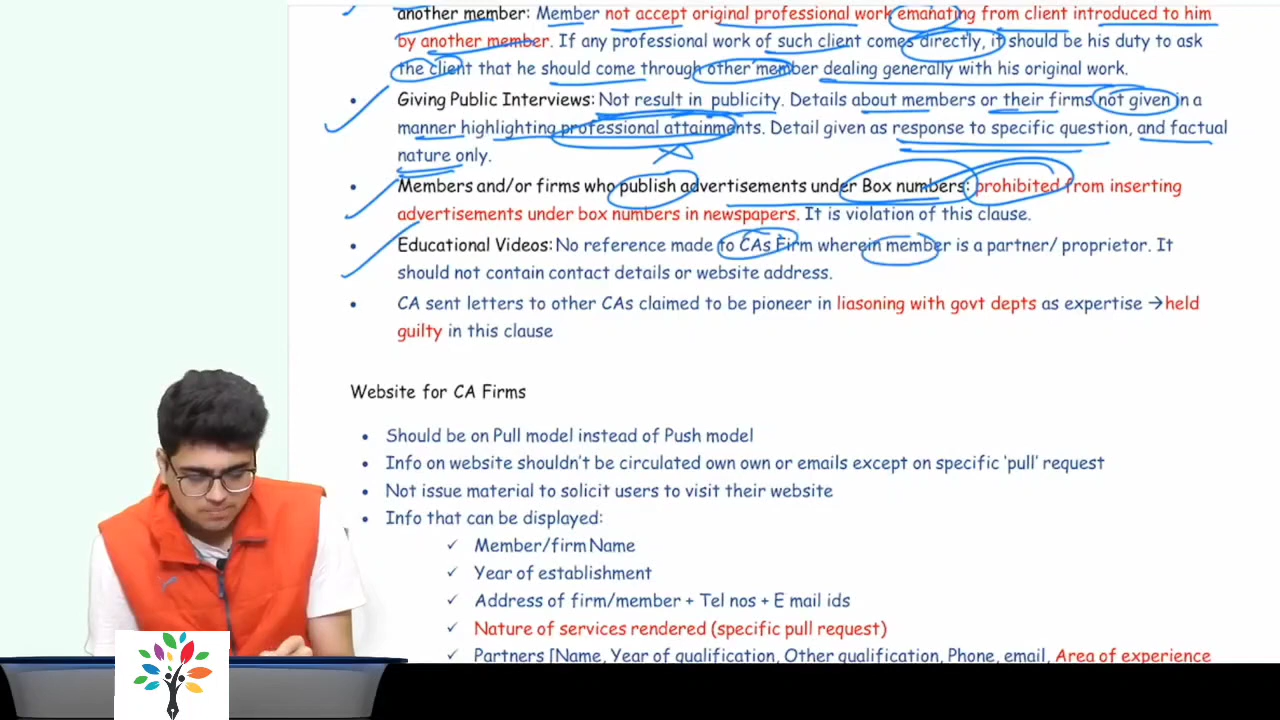 another member: Member not accept original professional work emanating from client introduced to him
by another member. If any professional work of such client comes directly, it should be his duty to ask
the client that he should come through other member dealing generally with his original work.
• Giving Public Interviews: Not result in publicity. Details about members or their firms not given in a
manner highlighting professional attainments. Detail given as response to specific question, and factual
nature only.
• Members and/or firms who publish advertisements under Box numbers: prohibited from inserting
advertisements under box numbers in newspapers. It is violation of this clause.
• Educational Videos: No reference made to CAs Firm wherein member is a partner/ proprietor. It
should not contain contact details or website address.
• CA sent letters to other CAs claimed to be pioneer in liasoning with govt depts as expertise →held
guilty in this clause
Website for CA Firms
• Should be on Pull model instead of Push model
• Info on website shouldn't be circulated own own or emails except on specific 'pull' request
• Not issue material to solicit users to visit their website
• Info that can be displayed:
✓ Member/firm Name
✓ Year of establishment
✓ Address of firm/member + Tel nos + E mail ids
✓ Nature of services rendered (specific pull request)
✓ Partners [Name, Year of qualification, Other qualification, Phone, email, Area of experience